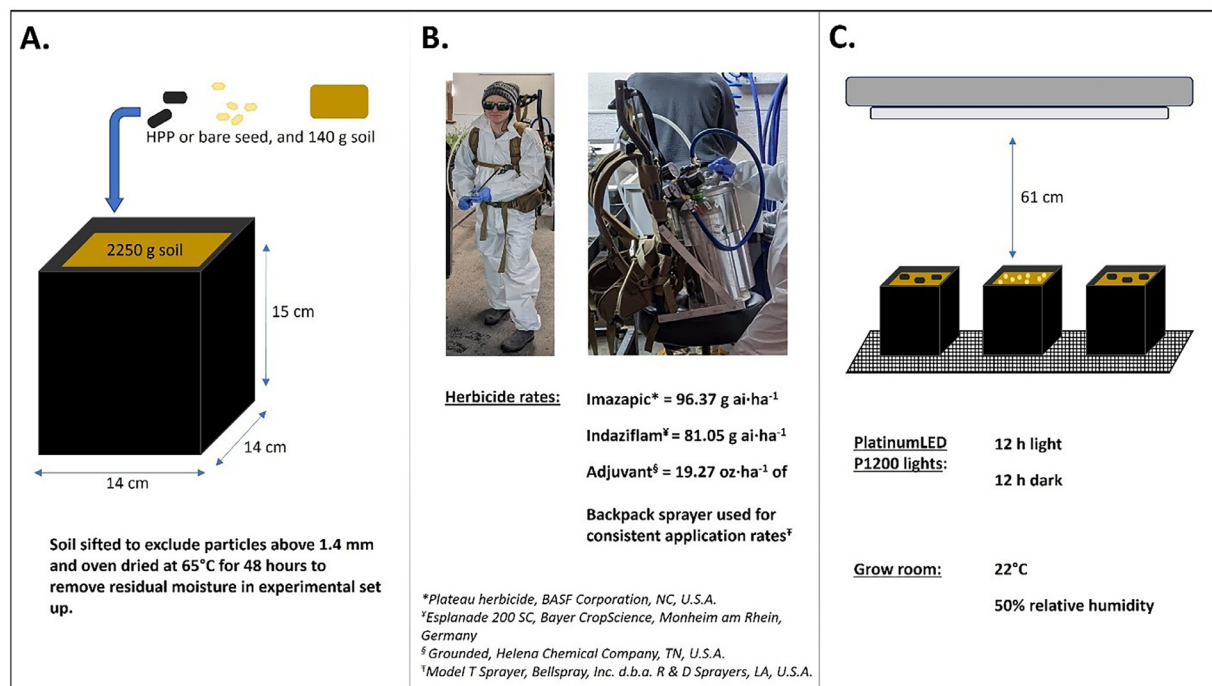 A.
HPP or bare seed, and 140 g soil
2250 g soil
15 cm
14 cm
14 cm
Soil sifted to exclude particles above 1.4 mm
and oven dried at 65°C for 48 hours to
remove residual moisture in experimental set
up.
B.
Herbicide rates:
Imazapic* = 96.37 g ai·ha⁻¹
Indaziflam¥ = 81.05 g ai·ha⁻¹
Adjuvant§ = 19.27 oz·ha⁻¹ of
Backpack sprayer used for
consistent application rates₸
*Plateau herbicide, BASF Corporation, NC, U.S.A.
¥Esplanade 200 SC, Bayer CropScience, Monheim am Rhein,
Germany
§ Grounded, Helena Chemical Company, TN, U.S.A.
₸Model T Sprayer, Bellspray, Inc. d.b.a. R & D Sprayers, LA, U.S.A.
C.
61 cm
PlatinumLED
P1200 lights:
12 h light
12 h dark
Grow room:
22°C
50% relative humidity